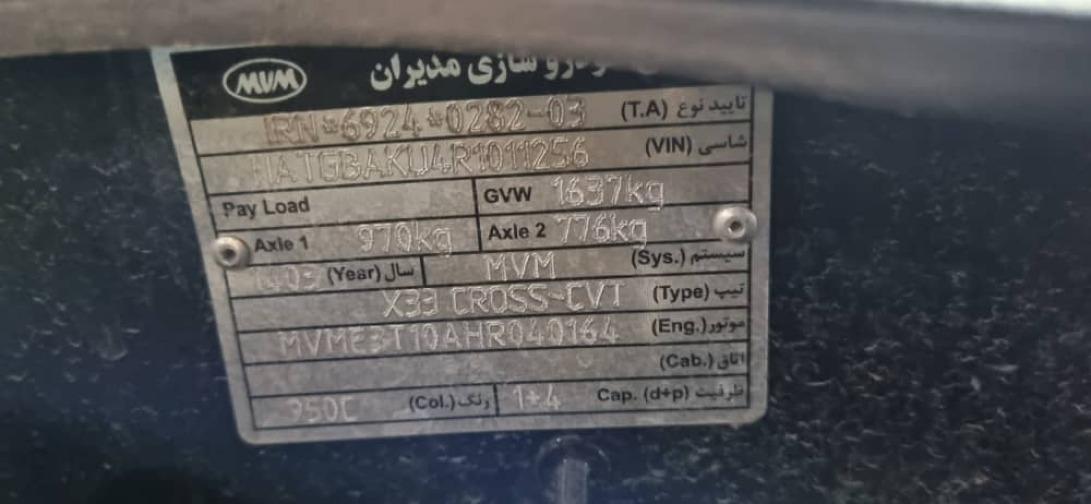 MVM سازی مدیران
IRN*6924*0282-03 تایید نوع (T.A)
NATGBAKU4R1011256 شاسی (VIN)
Pay Load GVW 1637kg
Axle 1 970kg Axle 2 776kg
1403 سال (Year) MVM سیستم (Sys.)
X33 CROSS-CVT تیپ (Type)
MVME3T10AHR040164 موتور (Eng.)
اتاق (Cab.)
950C رنگ (Col.) 1+4 ظرفیت Cap. (d+p)